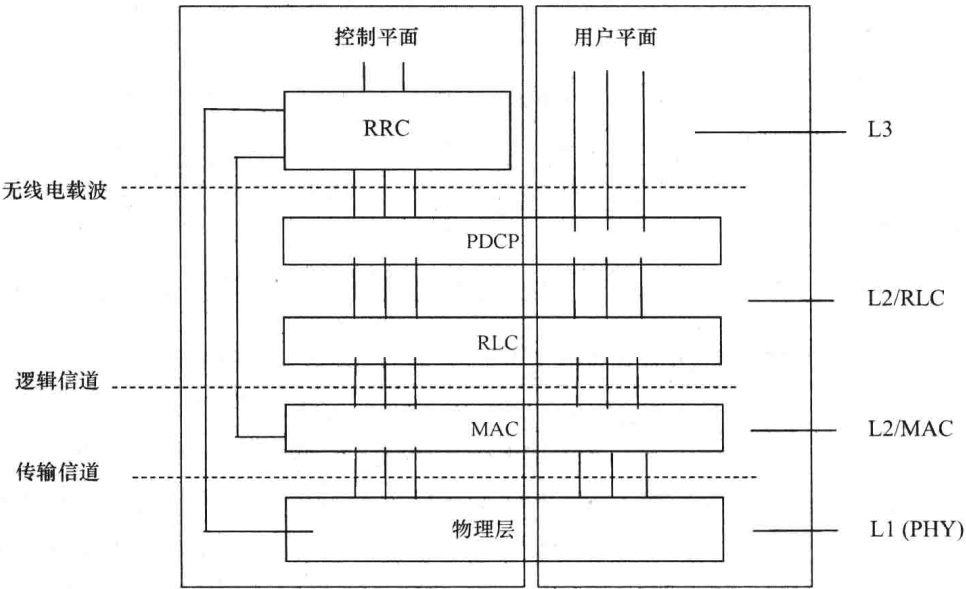 控制平面
用户平面
RRC
L3
无线电载波
PDCP
L2/RLC
RLC
逻辑信道
MAC
L2/MAC
传输信道
物理层
L1 (PHY)